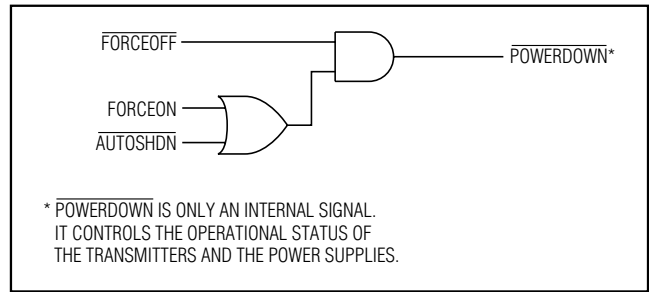 FORCEOFF
POWERDOWN*
FORCEON
AUTOSHDN
* POWERDOWN IS ONLY AN INTERNAL SIGNAL.
IT CONTROLS THE OPERATIONAL STATUS OF
THE TRANSMITTERS AND THE POWER SUPPLIES.